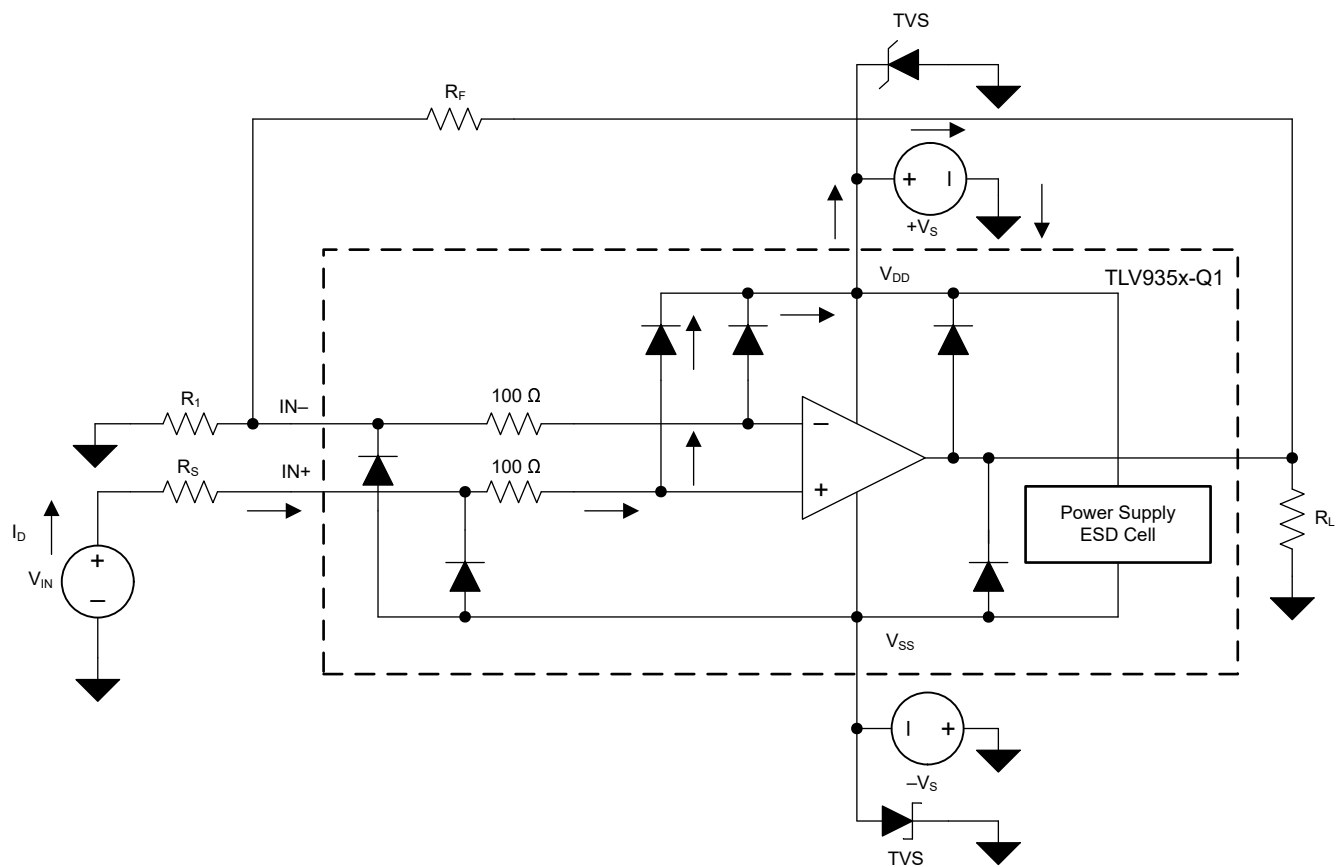 TVS
R_F
+ –
+V_S
V_DD
TLV935x-Q1
R_1
IN–
100 Ω
–
R_S
IN+
100 Ω
+
I_D
V_IN
+
–
Power Supply
ESD Cell
R_L
V_SS
– +
–V_S
TVS